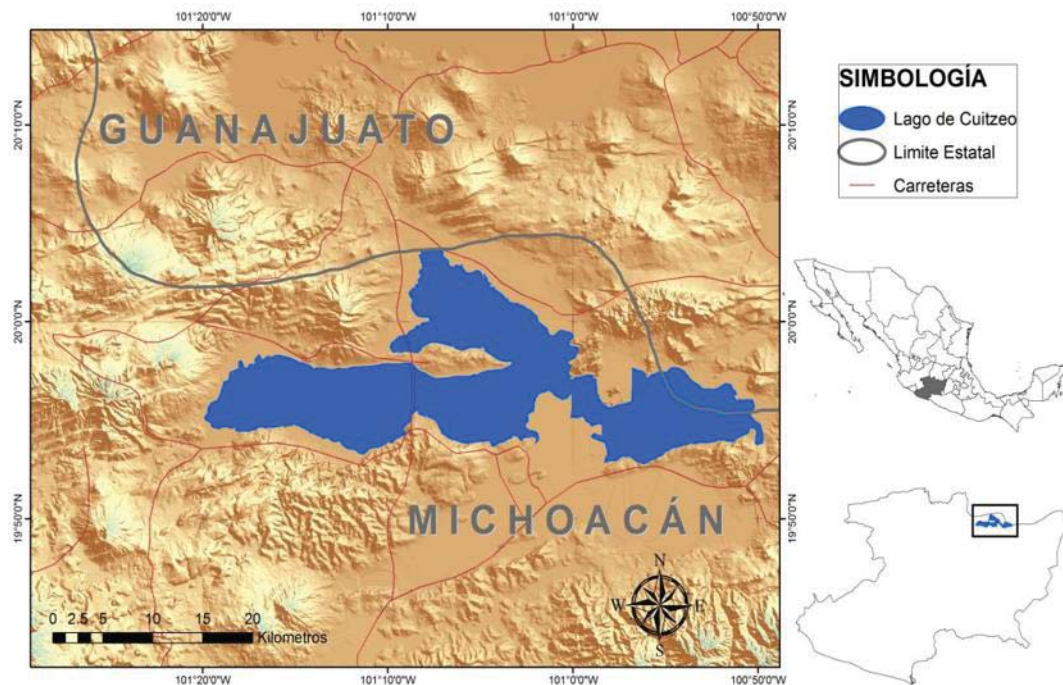 101°20'0"W 101°10'0"W 101°0'0"W 100°50'0"W
20°10'0"N 20°10'0"N
GUANAJUATO
20°0'0"N 20°0'0"N
19°50'0"N 19°50'0"N
MICHOACÁN
N
W E
S
0 2.5 5 10 15 20
Kilometros
101°20'0"W 101°10'0"W 101°0'0"W 100°50'0"W
SIMBOLOGÍA
Lago de Cuitzeo
Limite Estatal
Carreteras